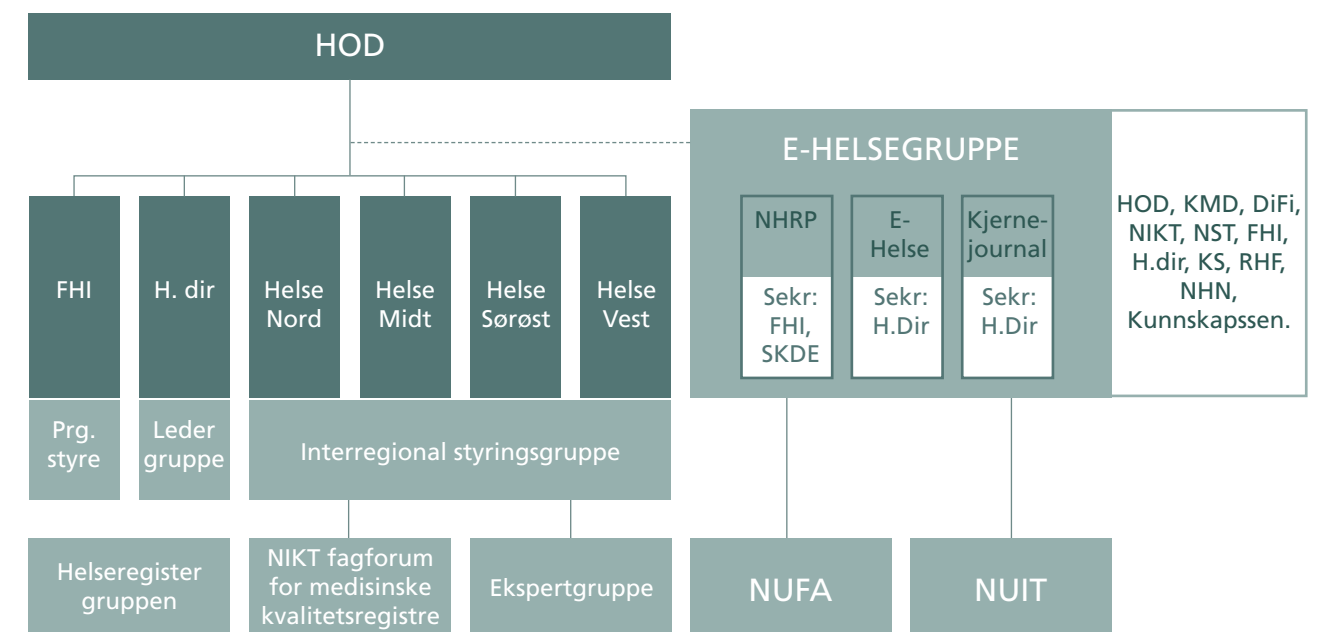 HOD
E-HELSEGRUPPE
FHI
H. dir
Helse
Nord
Helse
Midt
Helse
Sørøst
Helse
Vest
NHRP
Sekr:
FHI,
SKDE
E-
Helse
Sekr:
H.Dir
Kjerne-
journal
Sekr:
H.Dir
HOD, KMD, DiFi,
NIKT, NST, FHI,
H.dir, KS, RHF,
NHN,
Kunnskapssen.
Prg.
styre
Leder
gruppe
Interregional styringsgruppe
Helseregister
gruppen
NIKT fagforum
for medisinske
kvalitetsregistre
Ekspertgruppe
NUFA
NUIT